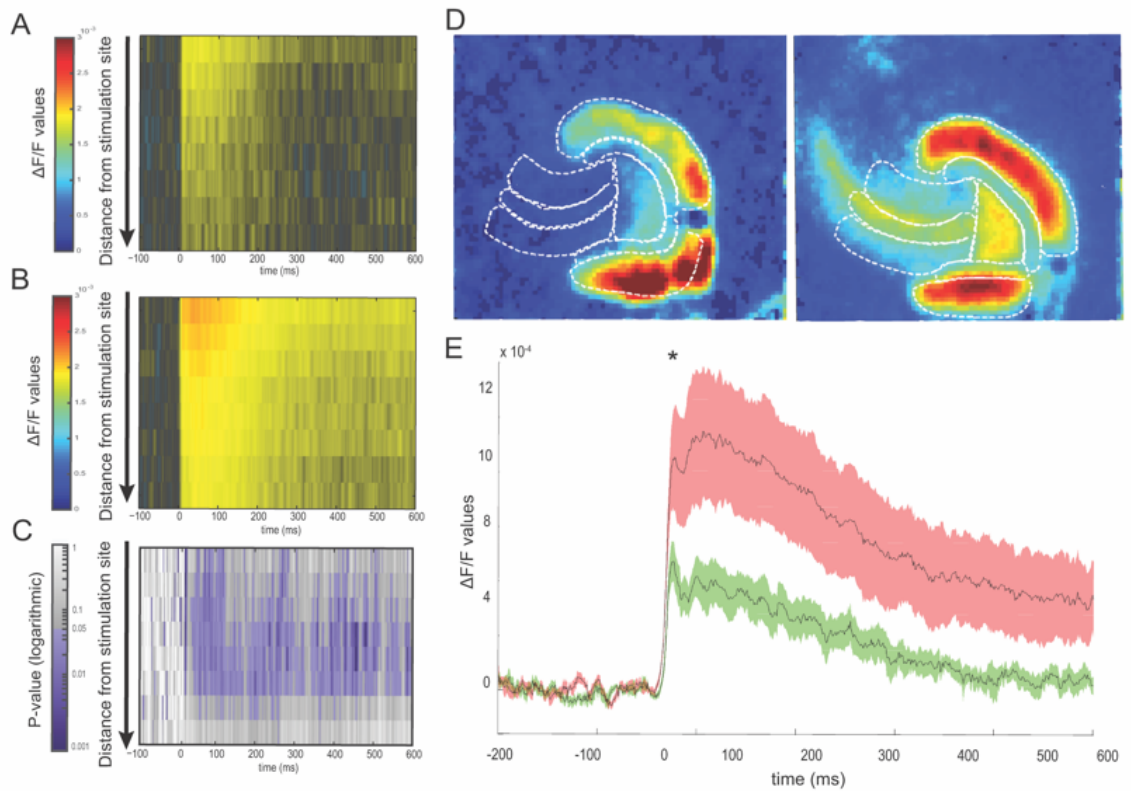 A
10⁻³
3
2.5
2
1.5
1
0.5
0
ΔF/F values
Distance from stimulation site
-100 0 100 200 300 400 500 600
time (ms)
B
10⁻³
3
2.5
2
1.5
1
0.5
0
ΔF/F values
Distance from stimulation site
-100 0 100 200 300 400 500 600
time (ms)
C
1
0.1
0.05
0.01
0.001
P-value (logarithmic)
Distance from stimulation site
-100 0 100 200 300 400 500 600
time (ms)
D
E
x 10⁻⁴
*
12
10
8
4
0
ΔF/F values
-200 -100 0 100 200 300 400 500 600
time (ms)